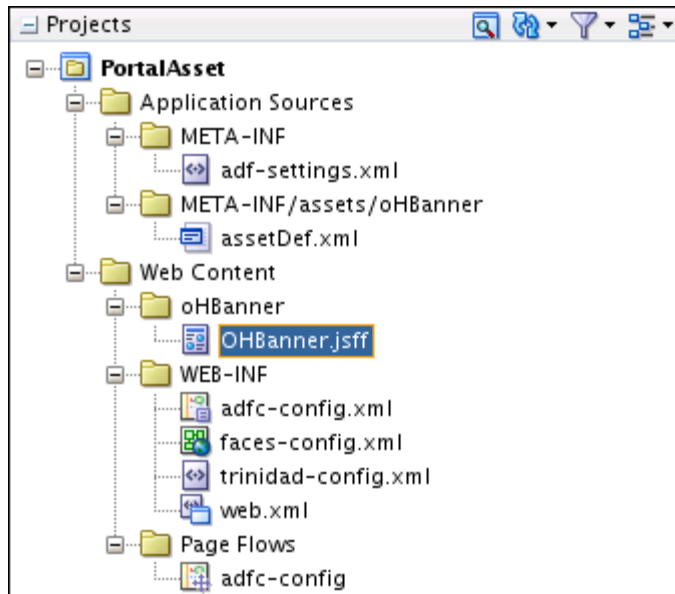 Projects
PortalAsset
Application Sources
META-INF
adf-settings.xml
META-INF/assets/oHBanner
assetDef.xml
Web Content
oHBanner
OHBanner.jsff
WEB-INF
adfc-config.xml
faces-config.xml
trinidad-config.xml
web.xml
Page Flows
adfc-config